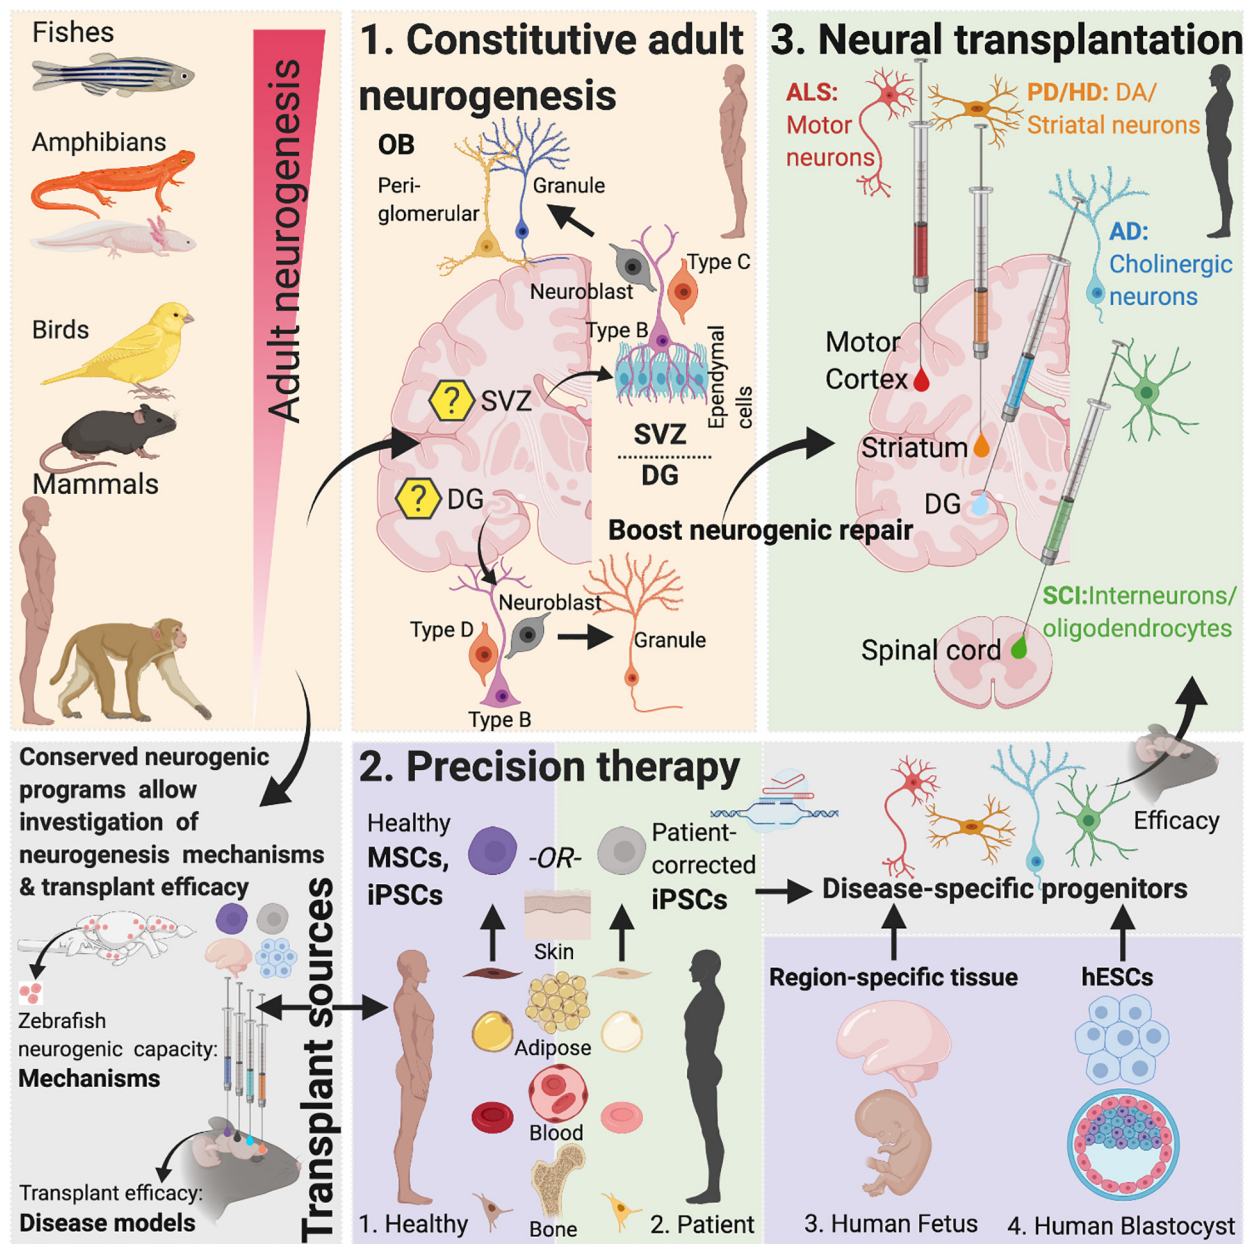 Fishes
Amphibians
Birds
Mammals
Adult neurogenesis
1. Constitutive adult
neurogenesis
OB
Peri-
glomerular
Granule
Neuroblast
Type C
Type B
Ependymal
cells
? SVZ
? DG
SVZ
DG
Boost neurogenic repair
Neuroblast
Type D
Granule
Type B
3. Neural transplantation
ALS:
Motor
neurons
PD/HD: DA/
Striatal neurons
AD:
Cholinergic
neurons
Motor
Cortex
Striatum
DG
SCI:Interneurons/
oligodendrocytes
Spinal cord
Conserved neurogenic
programs allow
investigation of
neurogenesis mechanisms
& transplant efficacy
Zebrafish
neurogenic capacity:
Mechanisms
Transplant efficacy:
Disease models
Transplant sources
2. Precision therapy
Healthy
MSCs,
iPSCs
-OR-
Patient-
corrected
iPSCs
Skin
Adipose
Blood
Bone
1. Healthy
2. Patient
Efficacy
Disease-specific progenitors
Region-specific tissue
hESCs
3. Human Fetus
4. Human Blastocyst